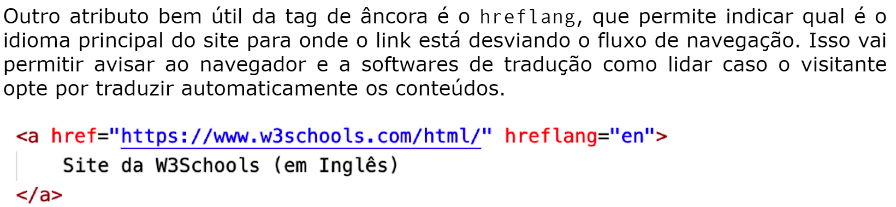 Outro atributo bem útil da tag de âncora é o hreflang, que permite indicar qual é o
idioma principal do site para onde o link está desviando o fluxo de navegação. Isso vai
permitir avisar ao navegador e a softwares de tradução como lidar caso o visitante
opte por traduzir automaticamente os conteúdos.
<a href="https://www.w3schools.com/html/" hreflang="en">
Site da W3Schools (em Inglês)
</a>